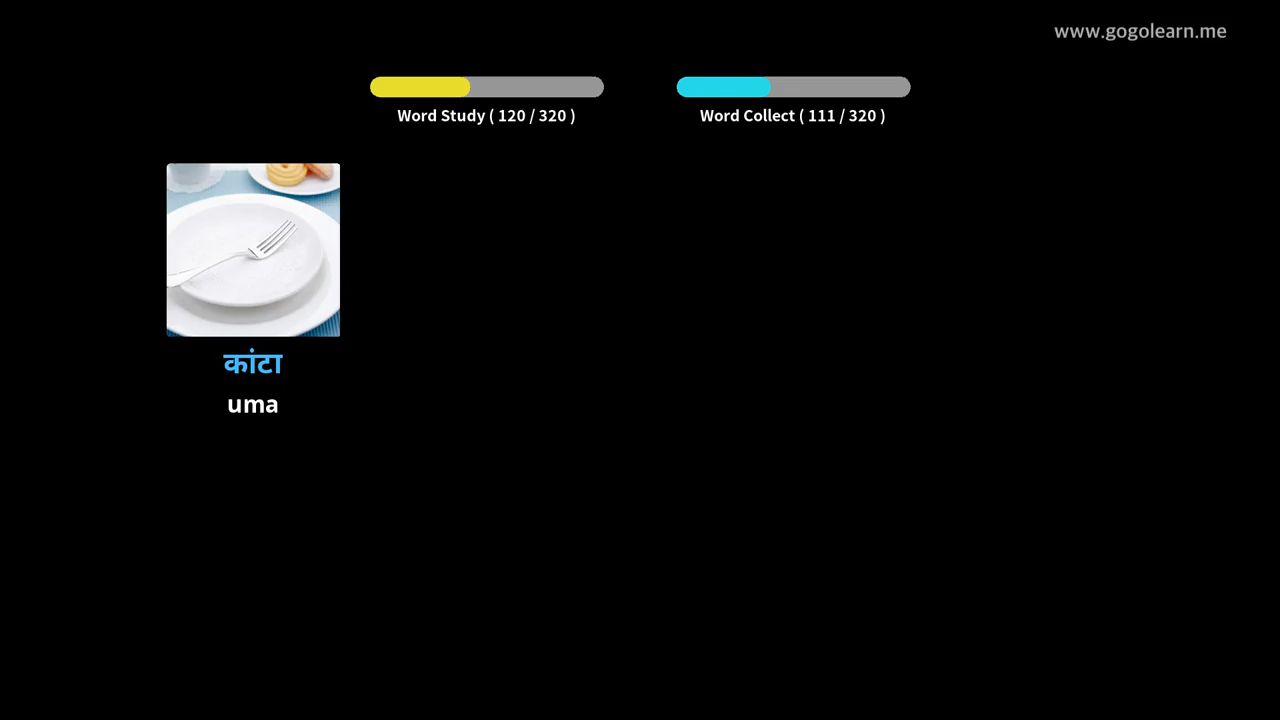 www.gogolearn.me
Word Study ( 120 / 320 )
Word Collect ( 111 / 320 )
कांटा
uma